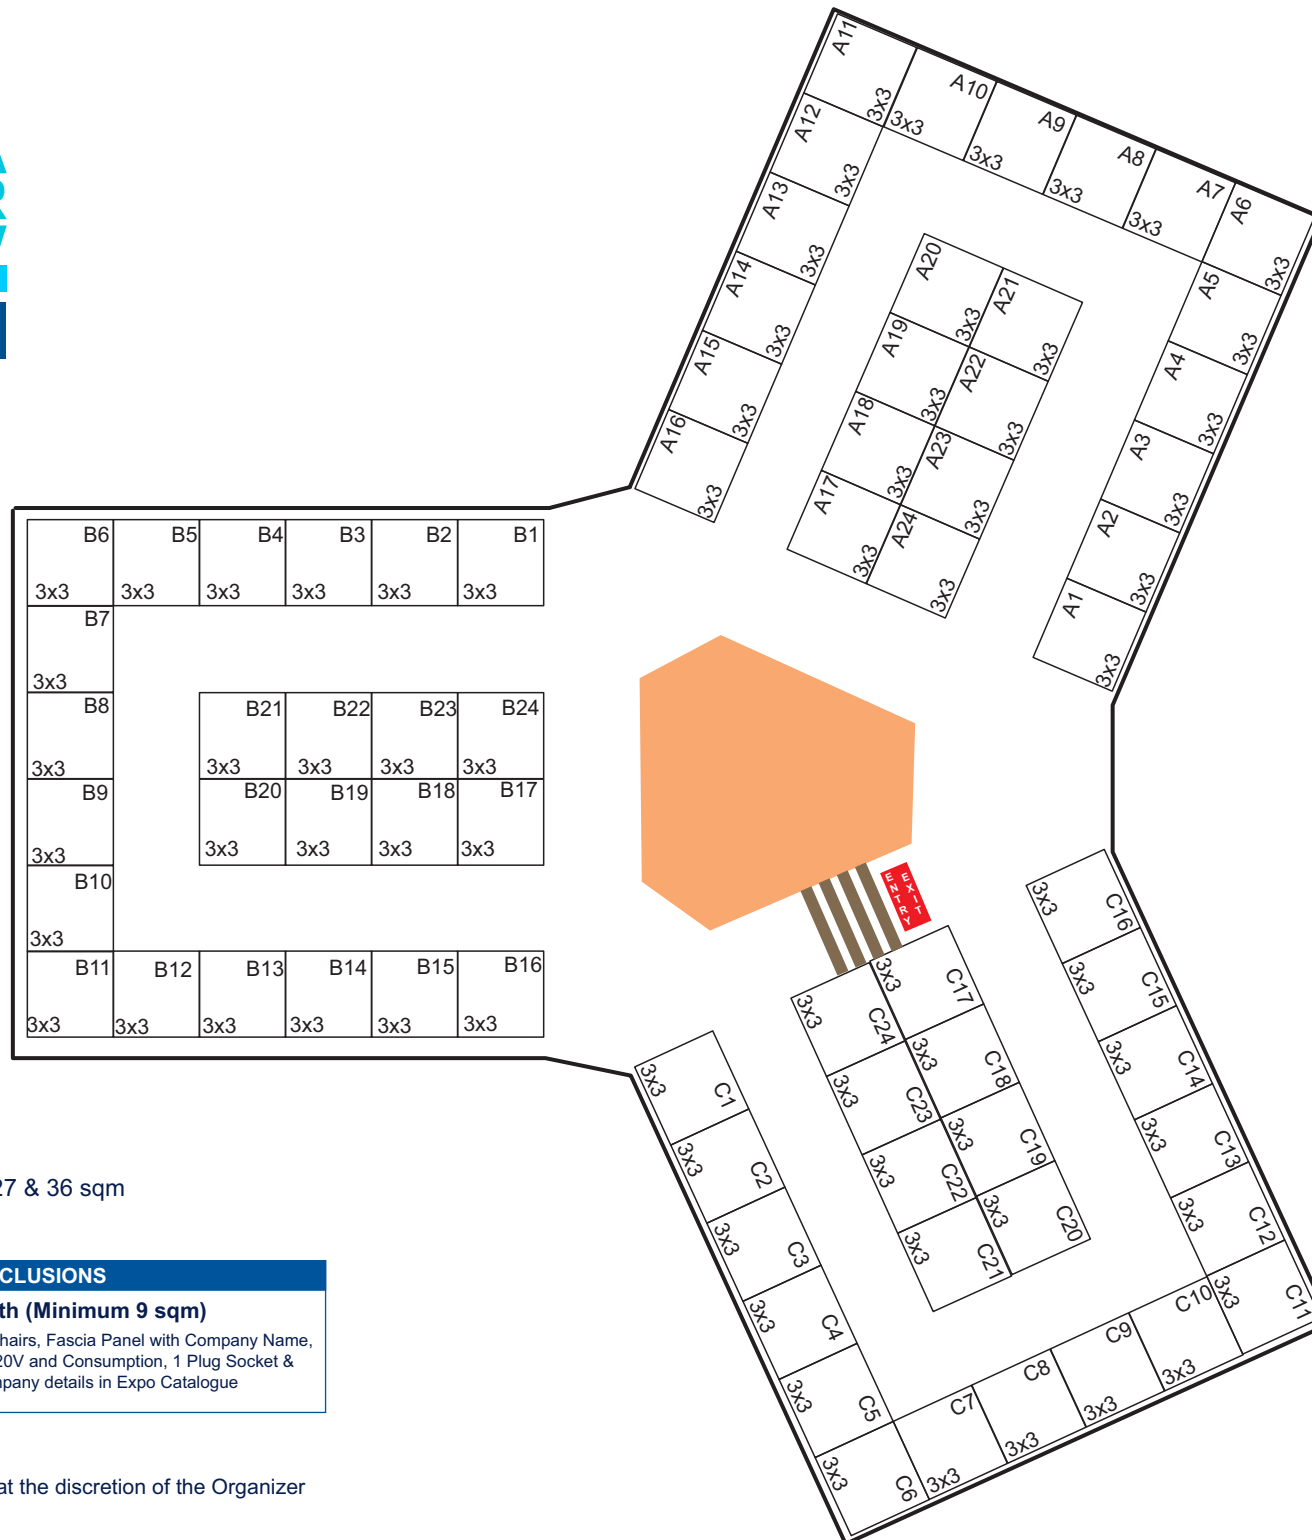 A11
3x3
A10
3x3
A9
3x3
A8
3x3
A7
3x3
A6
3x3
A12
3x3
A13
3x3
A14
3x3
A15
3x3
A16
3x3
A5
3x3
A4
3x3
A3
3x3
A2
3x3
A1
3x3
A20
3x3
A21
3x3
A19
3x3
A22
3x3
A18
3x3
A23
3x3
A17
3x3
A24
3x3
B6
3x3
B5
3x3
B4
3x3
B3
3x3
B2
3x3
B1
3x3
B7
3x3
B8
3x3
B9
3x3
B10
3x3
B21
3x3
B22
3x3
B23
3x3
B24
3x3
B20
3x3
B19
3x3
B18
3x3
B17
3x3
B11
3x3
B12
3x3
B13
3x3
B14
3x3
B15
3x3
B16
3x3
ENTRY
EXIT
C16
3x3
C15
3x3
C14
3x3
C13
3x3
C12
3x3
C11
3x3
C17
3x3
C24
3x3
C18
3x3
C23
3x3
C19
3x3
C22
3x3
C20
3x3
C21
3x3
C1
3x3
C2
3x3
C3
3x3
C4
3x3
C5
3x3
C6
3x3
C7
3x3
C8
3x3
C9
3x3
C10
3x3
27 & 36 sqm
CLUSIONS
th (Minimum 9 sqm)
hairs, Fascia Panel with Company Name,
20V and Consumption, 1 Plug Socket &
mpany details in Expo Catalogue
at the discretion of the Organizer